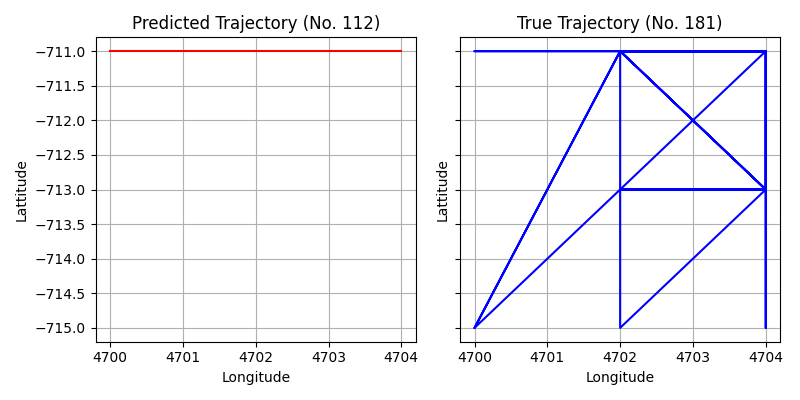 Predicted Trajectory (No. 112)
True Trajectory (No. 181)
−711.0
−711.5
−712.0
−712.5
−713.0
−713.5
−714.0
−714.5
−715.0
Lattitude
Lattitude
4700 4701 4702 4703 4704
4700 4701 4702 4703 4704
Longitude
Longitude